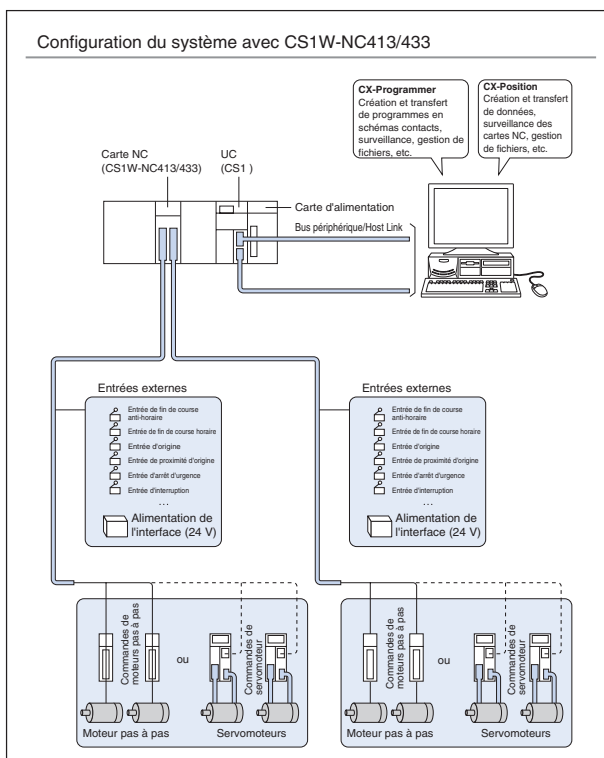 Configuration du système avec CS1W-NC413/433
CX-Programmer
Création et transfert
de programmes en
schémas contacts,
surveillance, gestion de
fichiers, etc.
CX-Position
Création et transfert
de données,
surveillance des
cartes NC, gestion
de fichiers, etc.
Carte NC
(CS1W-NC413/433)
UC
(CS1 )
Carte d'alimentation
Bus périphérique/Host Link
Entrées externes
Entrée de fin de course
anti-horaire
Entrée de fin de course horaire
Entrée d'origine
Entrée de proximité d'origine
Entrée d'arrêt d'urgence
Entrée d'interruption
...
Alimentation de
l'interface (24 V)
Entrées externes
Entrée de fin de course
anti-horaire
Entrée de fin de course horaire
Entrée d'origine
Entrée de proximité d'origine
Entrée d'arrêt d'urgence
Entrée d'interruption
...
Alimentation de
l'interface (24 V)
Commandes de
moteurs pas à pas
ou
Commandes de
servomoteur
Moteur pas à pas
Servomoteurs
Commandes de
moteurs pas à pas
ou
Commandes de
servomoteur
Moteur pas à pas
Servomoteurs